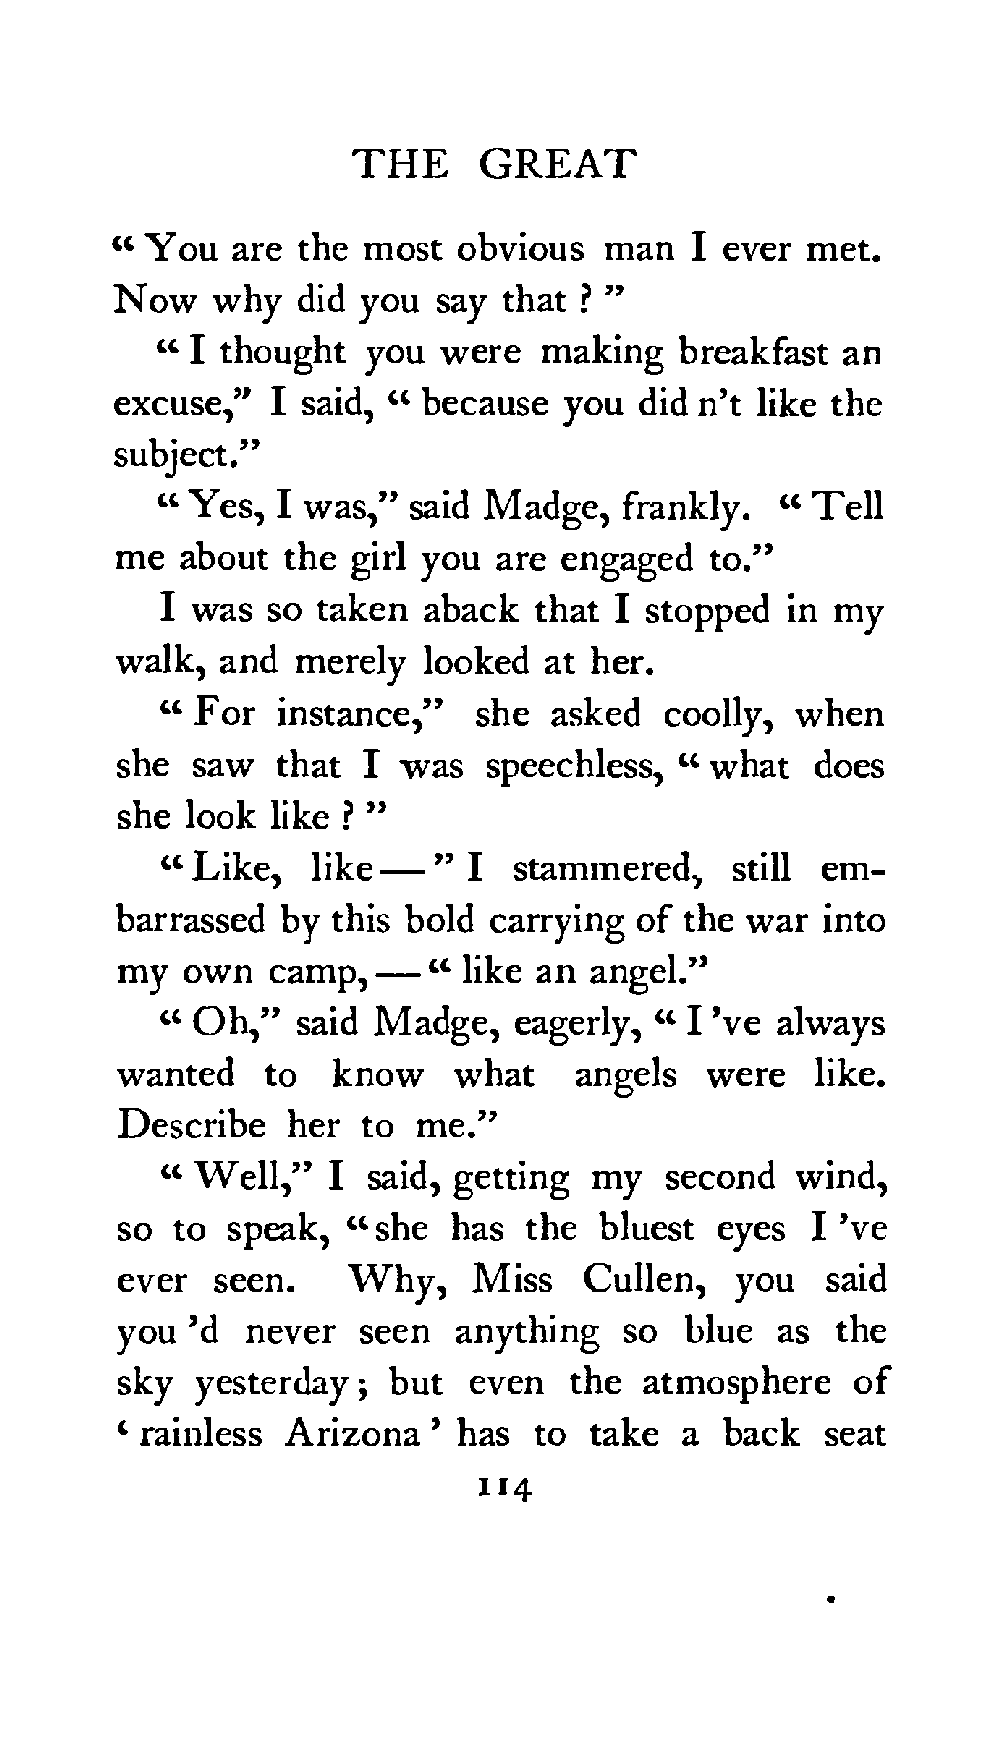 THE GREAT
“ You are the most obvious man I ever met.
Now why did you say that ? ”
“ I thought you were making breakfast an
excuse,” I said, “ because you did n’t like the
subject.”
“ Yes, I was,” said Madge, frankly. “ Tell
me about the girl you are engaged to.”
I was so taken aback that I stopped in my
walk, and merely looked at her.
“ For instance,” she asked coolly, when
she saw that I was speechless, “ what does
she look like ? ”
“ Like, like — ” I stammered, still em-
barrassed by this bold carrying of the war into
my own camp, — “ like an angel.”
“ Oh,” said Madge, eagerly, “ I ’ve always
wanted to know what angels were like.
Describe her to me.”
“ Well,” I said, getting my second wind,
so to speak, “ she has the bluest eyes I ’ve
ever seen. Why, Miss Cullen, you said
you ’d never seen anything so blue as the
sky yesterday ; but even the atmosphere of
‘ rainless Arizona ’ has to take a back seat
114